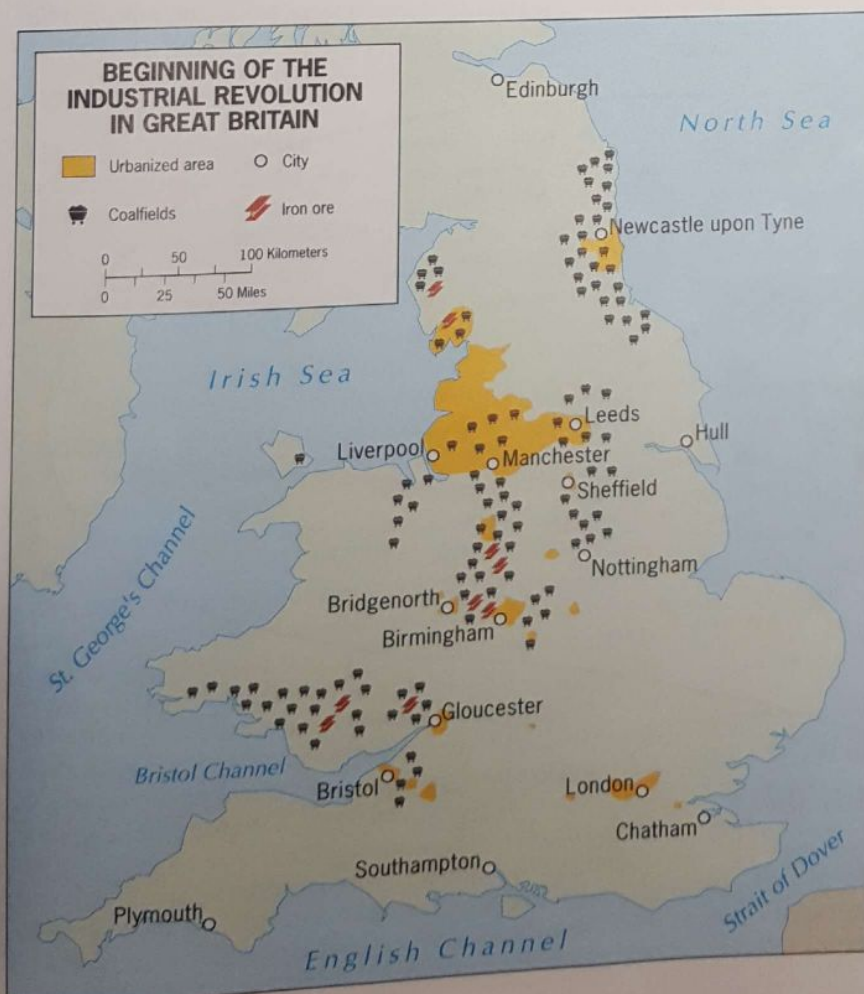 BEGINNING OF THE
INDUSTRIAL REVOLUTION
IN GREAT BRITAIN
Urbanized area
City
Coalfields
Iron ore
0 50 100 Kilometers
0 25 50 Miles
Edinburgh
North Sea
Newcastle upon Tyne
Irish Sea
Leeds
Hull
Liverpool
Manchester
Sheffield
St. George's Channel
Nottingham
Bridgenorth
Birmingham
Gloucester
Bristol Channel
Bristol
London
Chatham
Southampton
Strait of Dover
Plymouth
English Channel